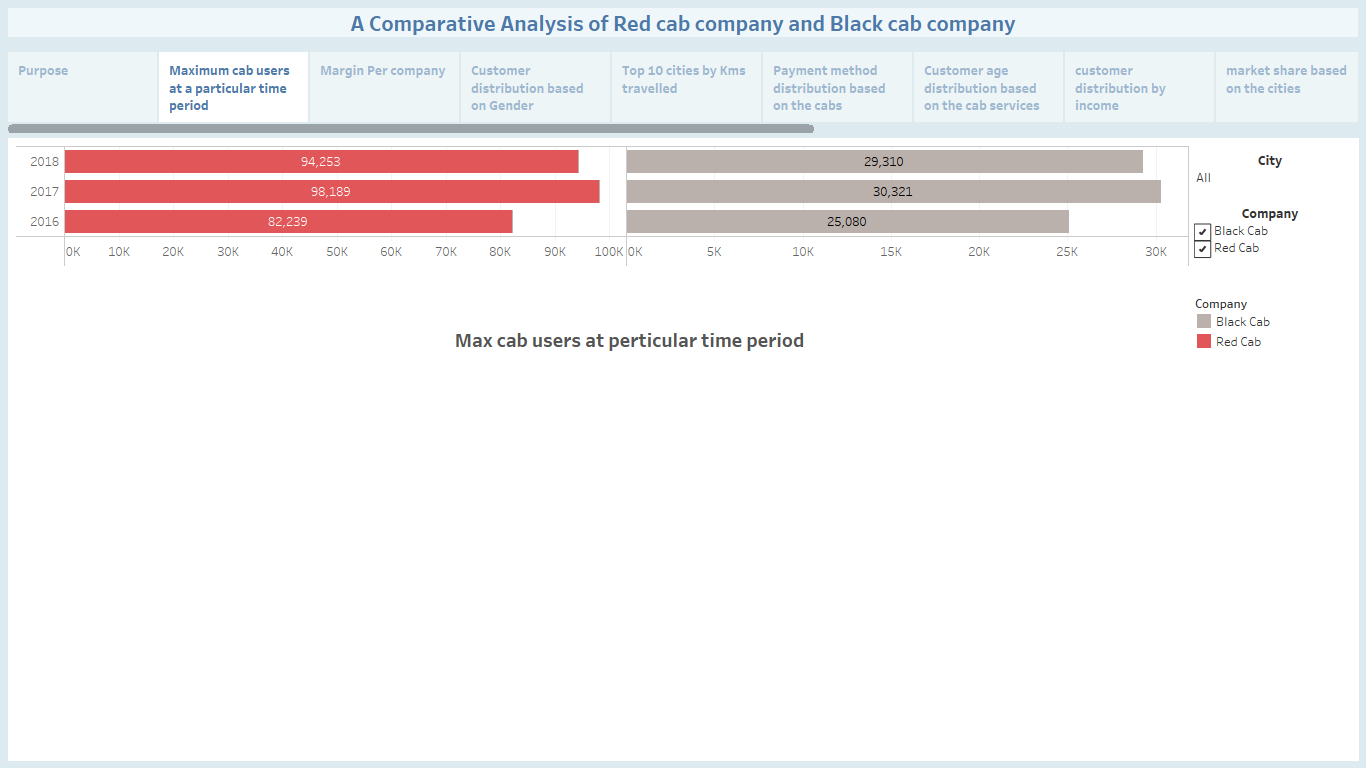 A Comparative Analysis of Red cab company and Black cab company
Purpose
Maximum cab users
at a particular time
period
Margin Per company
Customer
distribution based
on Gender
Top 10 cities by Kms
travelled
Payment method
distribution based
on the cabs
Customer age
distribution based
on the cab services
customer
distribution by
income
market share based
on the cities
2018 94,253 29,310
2017 98,189 30,321
2016 82,239 25,080
0K 10K 20K 30K 40K 50K 60K 70K 80K 90K 100K 0K 5K 10K 15K 20K 25K 30K
City
All
Company
Black Cab
Red Cab
Company
Black Cab
Red Cab
Max cab users at perticular time period